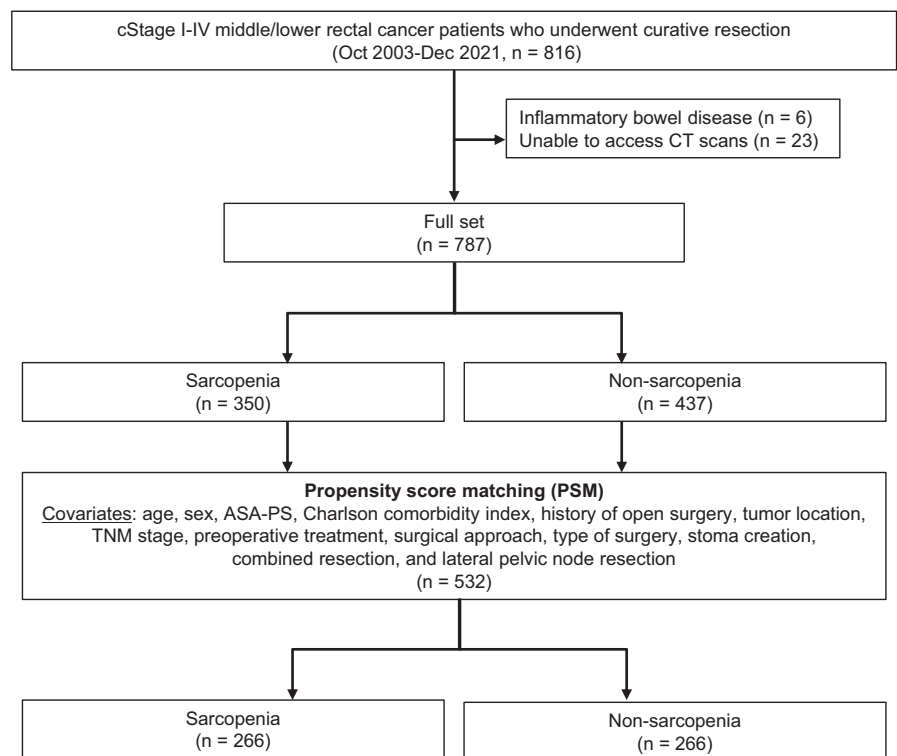 cStage I-IV middle/lower rectal cancer patients who underwent curative resection
(Oct 2003-Dec 2021, n = 816)
Inflammatory bowel disease (n = 6)
Unable to access CT scans (n = 23)
Full set
(n = 787)
Sarcopenia
(n = 350)
Non-sarcopenia
(n = 437)
Propensity score matching (PSM)
Covariates: age, sex, ASA-PS, Charlson comorbidity index, history of open surgery, tumor location,
TNM stage, preoperative treatment, surgical approach, type of surgery, stoma creation,
combined resection, and lateral pelvic node resection
(n = 532)
Sarcopenia
(n = 266)
Non-sarcopenia
(n = 266)